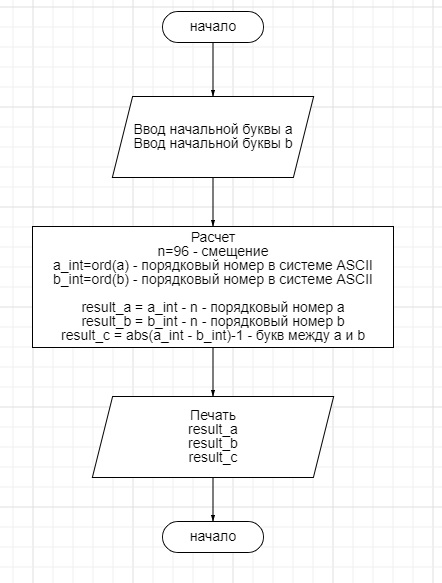 начало
Ввод начальной буквы a
Ввод начальной буквы b
Расчет
n=96 - смещение
a_int=ord(a) - порядковый номер в системе ASCII
b_int=ord(b) - порядковый номер в системе ASCII
result_a = a_int - n - порядковый номер a
result_b = b_int - n - порядковый номер b
result_c = abs(a_int - b_int)-1 - букв между a и b
Печать
result_a
result_b
result_c
начало